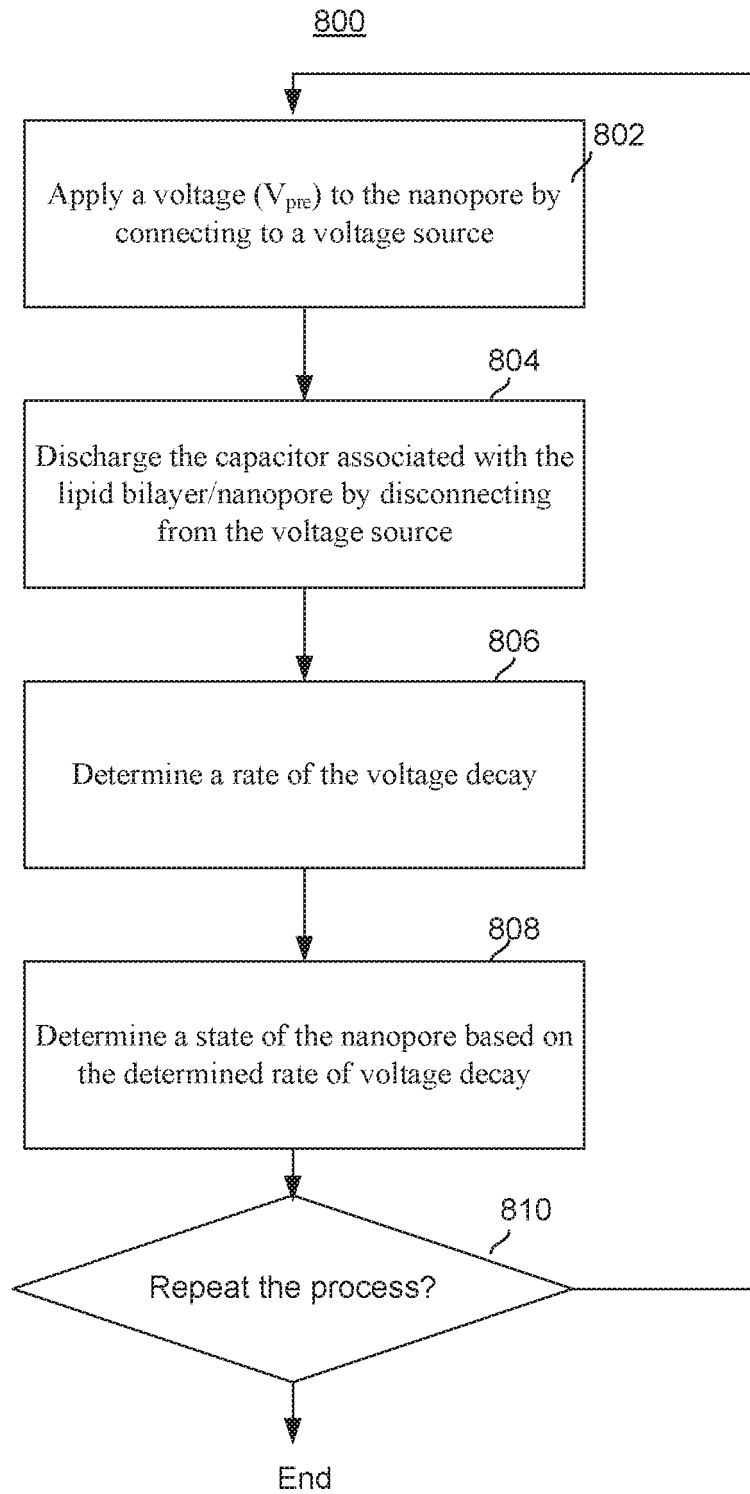 800
802
Apply a voltage (Vpre) to the nanopore by
connecting to a voltage source
804
Discharge the capacitor associated with the
lipid bilayer/nanopore by disconnecting
from the voltage source
806
Determine a rate of the voltage decay
808
Determine a state of the nanopore based on
the determined rate of voltage decay
810
Repeat the process?
End